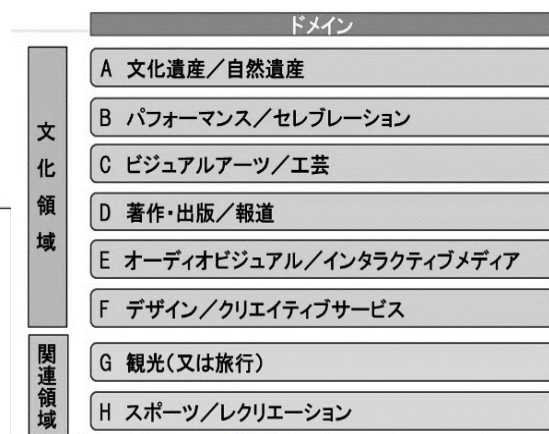 ドメイン
文化領域
A 文化遺産／自然遺産
B パフォーマンス／セレブレーション
C ビジュアルアーツ／工芸
D 著作・出版／報道
E オーディオビジュアル／インタラクティブメディア
F デザイン／クリエイティブサービス
関連領域
G 観光(又は旅行)
H スポーツ／レクリエーション